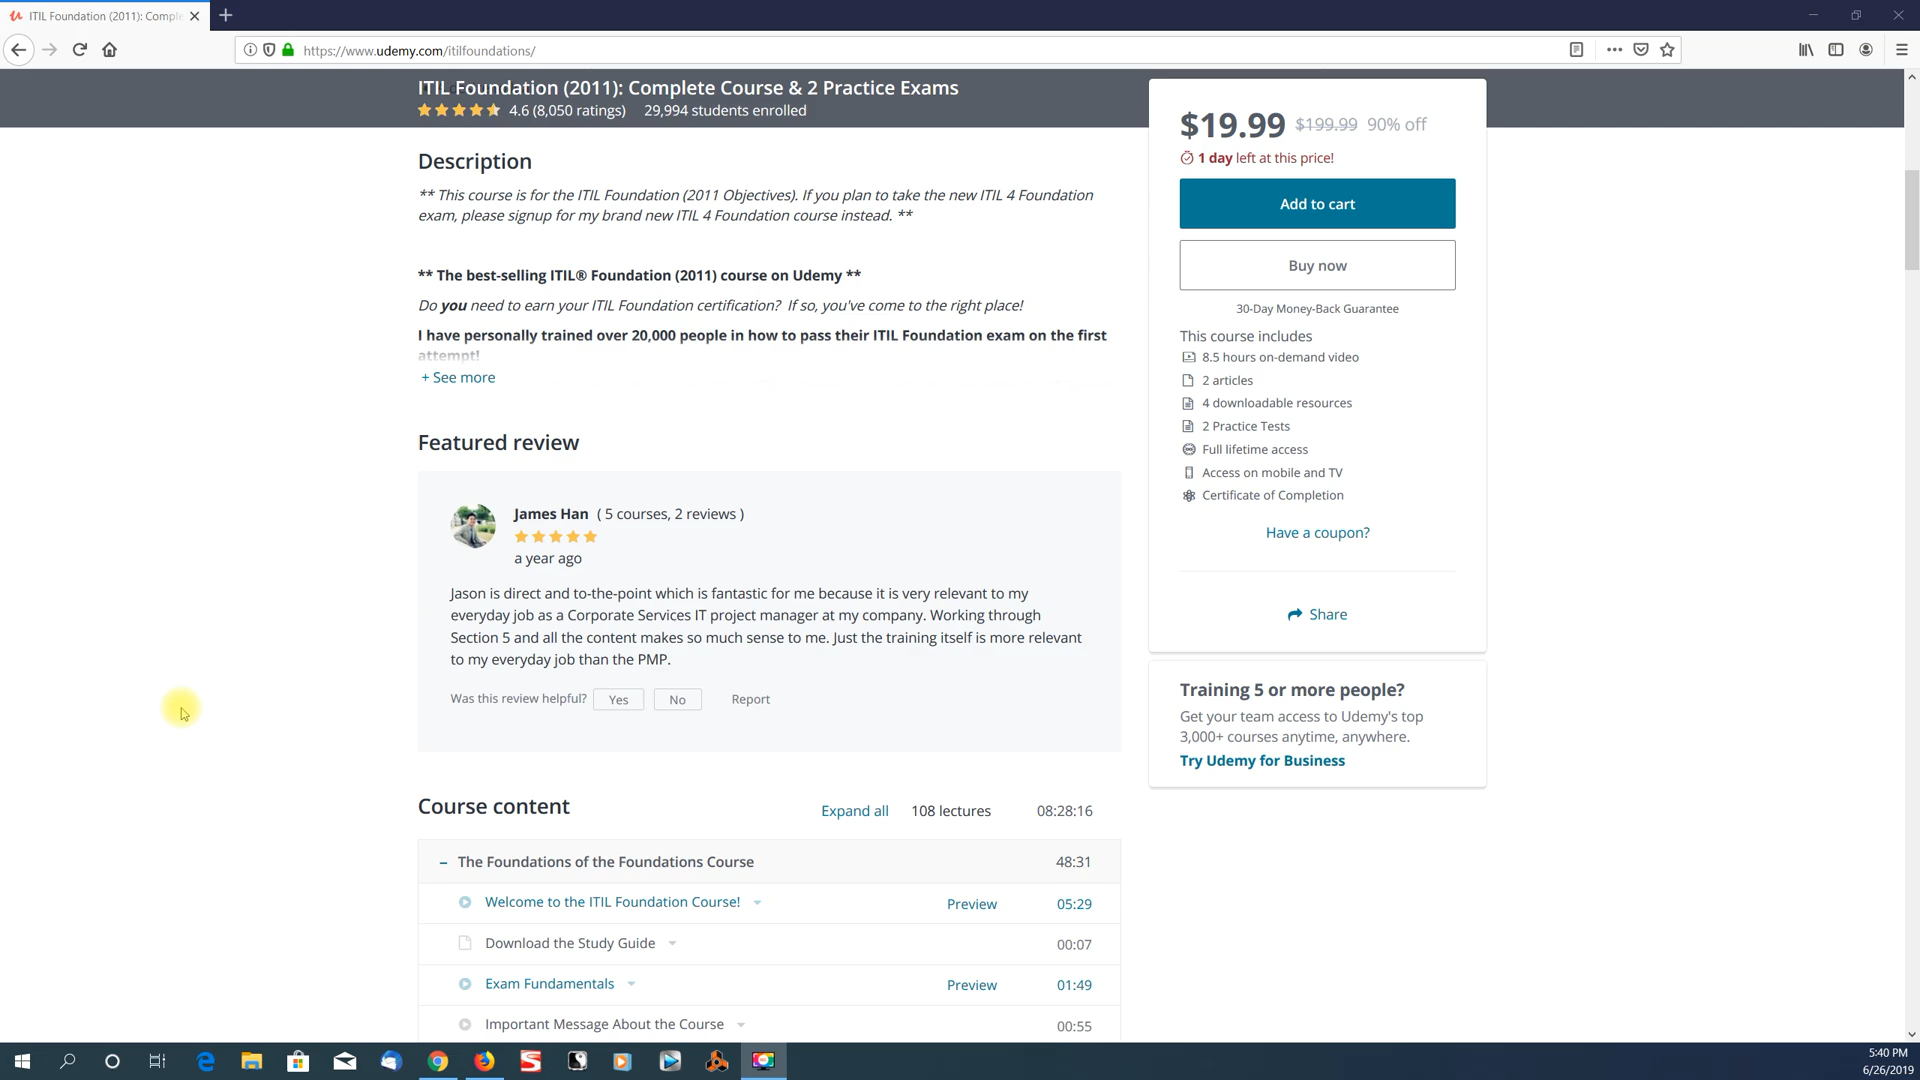 ITIL Foundation (2011): Comple
https://www.udemy.com/itilfoundations/
ITIL Foundation (2011): Complete Course & 2 Practice Exams
4.6 (8,050 ratings) 29,994 students enrolled
$19.99 $199.99 90% off
1 day left at this price!
Add to cart
Buy now
30-Day Money-Back Guarantee
This course includes
8.5 hours on-demand video
2 articles
4 downloadable resources
2 Practice Tests
Full lifetime access
Access on mobile and TV
Certificate of Completion
Have a coupon?
Share
Training 5 or more people?
Get your team access to Udemy's top
3,000+ courses anytime, anywhere.
Try Udemy for Business
Description
** This course is for the ITIL Foundation (2011 Objectives). If you plan to take the new ITIL 4 Foundation
exam, please signup for my brand new ITIL 4 Foundation course instead. **
** The best-selling ITIL® Foundation (2011) course on Udemy **
Do you need to earn your ITIL Foundation certification? If so, you've come to the right place!
I have personally trained over 20,000 people in how to pass their ITIL Foundation exam on the first
attempt!
+ See more
Featured review
James Han ( 5 courses, 2 reviews )
a year ago
Jason is direct and to-the-point which is fantastic for me because it is very relevant to my
everyday job as a Corporate Services IT project manager at my company. Working through
Section 5 and all the content makes so much sense to me. Just the training itself is more relevant
to my everyday job than the PMP.
Was this review helpful? Yes No Report
Course content Expand all 108 lectures 08:28:16
– The Foundations of the Foundations Course 48:31
Welcome to the ITIL Foundation Course! Preview 05:29
Download the Study Guide 00:07
Exam Fundamentals Preview 01:49
Important Message About the Course 00:55
5:40 PM
6/26/2019